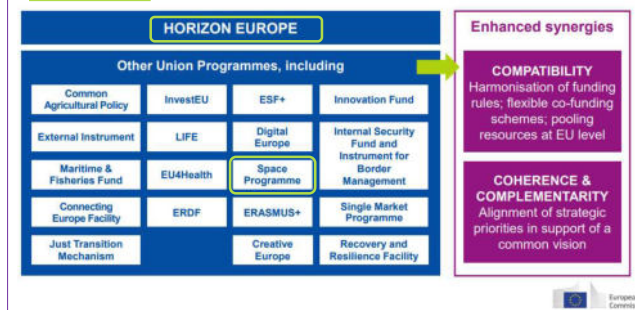 HORIZON EUROPE
Other Union Programmes, including
Common
Agricultural Policy
InvestEU
ESF+
Innovation Fund
External Instrument
LIFE
Digital
Europe
Internal Security
Fund and
Instrument for
Border
Management
Maritime &
Fisheries Fund
EU4Health
Space
Programme
Connecting
Europe Facility
ERDF
ERASMUS+
Single Market
Programme
Just Transition
Mechanism
Creative
Europe
Recovery and
Resilience Facility
Enhanced synergies
COMPATIBILITY
Harmonisation of funding
rules; flexible co-funding
schemes; pooling
resources at EU level
COHERENCE &
COMPLEMENTARITY
Alignment of strategic
priorities in support of a
common vision